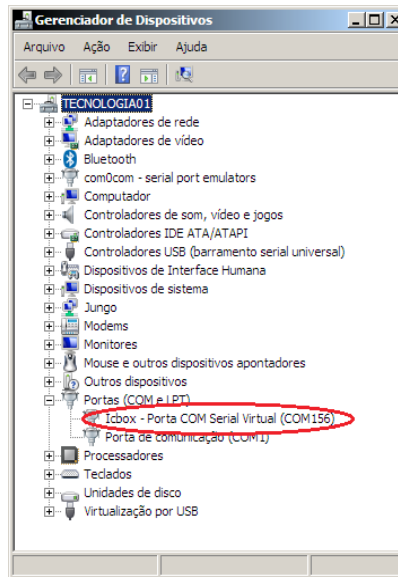 Gerenciador de Dispositivos
Arquivo Ação Exibir Ajuda
TECNOLOGIA01
Adaptadores de rede
Adaptadores de vídeo
Bluetooth
com0com - serial port emulators
Computador
Controladores de som, vídeo e jogos
Controladores IDE ATA/ATAPI
Controladores USB (barramento serial universal)
Dispositivos de Interface Humana
Dispositivos de sistema
Jungo
Modems
Monitores
Mouse e outros dispositivos apontadores
Outros dispositivos
Portas (COM e LPT)
Icbox - Porta COM Serial Virtual (COM156)
Porta de comunicação (COM1)
Processadores
Teclados
Unidades de disco
Virtualização por USB